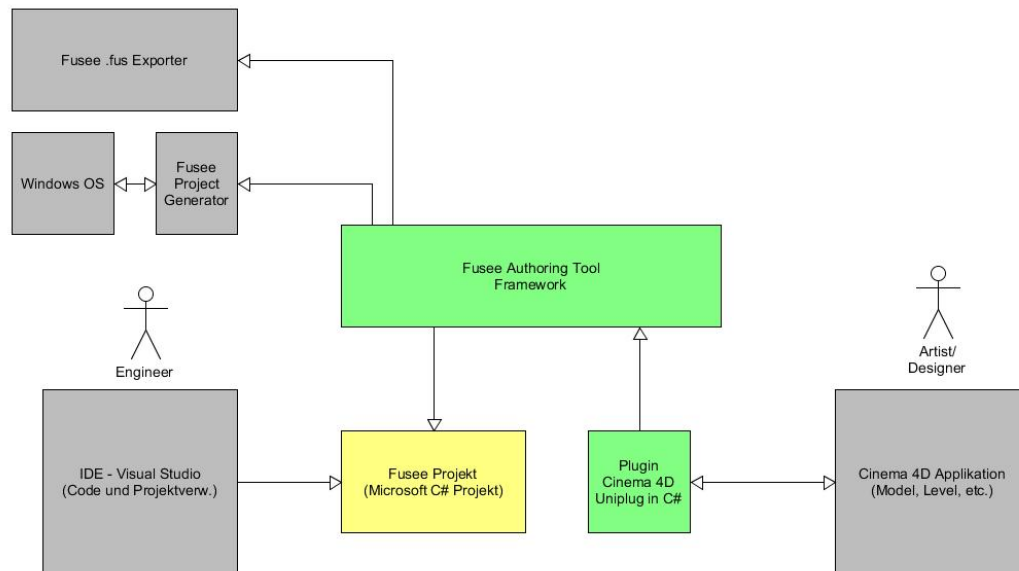 Fusee .fus Exporter
Windows OS
Fusee
Project
Generator
Fusee Authoring Tool
Framework
Engineer
Artist/
Designer
IDE - Visual Studio
(Code und Projektverw.)
Fusee Projekt
(Microsoft C# Projekt)
Plugin
Cinema 4D
Uniplug in C#
Cinema 4D Applikation
(Model, Level, etc.)